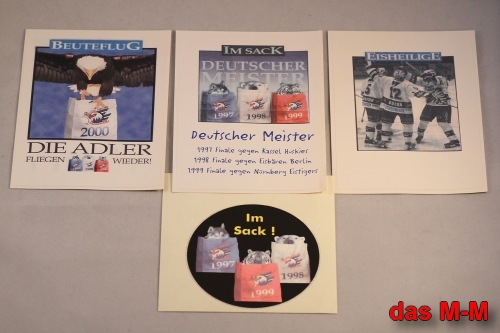 BEUTEFLUG
2000
DIE ADLER
FLIEGEN WIEDER!
IM SACK
DEUTSCHER
MEISTER
1997 1998 1999
Deutscher Meister
1997 Finale gegen Kassel Huskies
1998 Finale gegen Eisbären Berlin
1999 Finale gegen Nürnberg Eistigers
EISHEILIGE
Im
Sack !
1997
1998
1999
das M-M